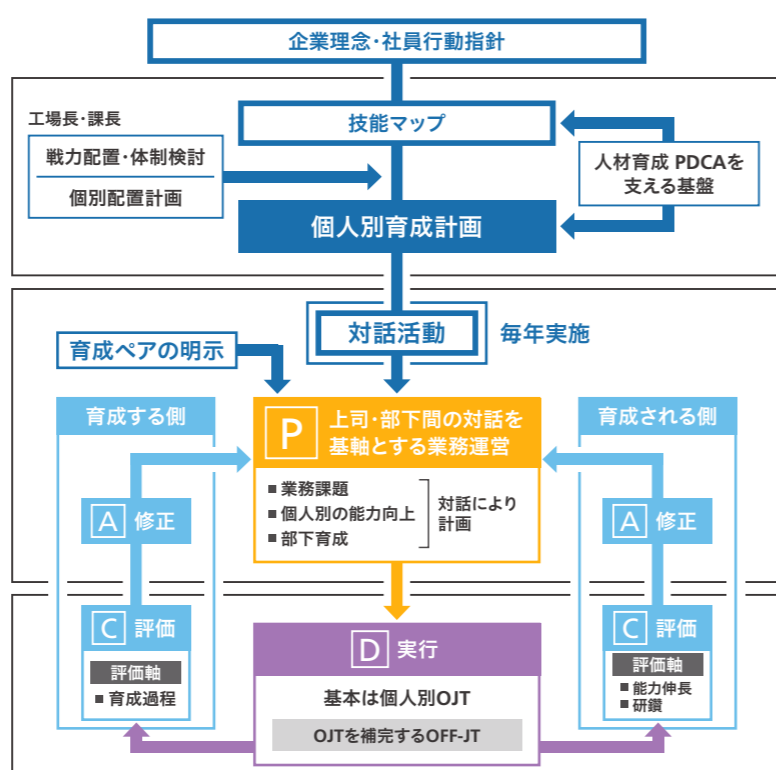 企業理念・社員行動指針
技能マップ
工場長・課長
戦力配置・体制検討
個別配置計画
人材育成 PDCAを
支える基盤
個人別育成計画
対話活動
毎年実施
育成ペアの明示
育成する側
P
上司・部下間の対話を
基軸とする業務運営
■ 業務課題
■ 個人別の能力向上
■ 部下育成
対話により
計画
育成される側
A 修正
A 修正
C 評価
評価軸
■ 育成過程
D 実行
基本は個人別OJT
OJTを補完するOFF-JT
C 評価
評価軸
■ 能力伸長
■ 研鑽